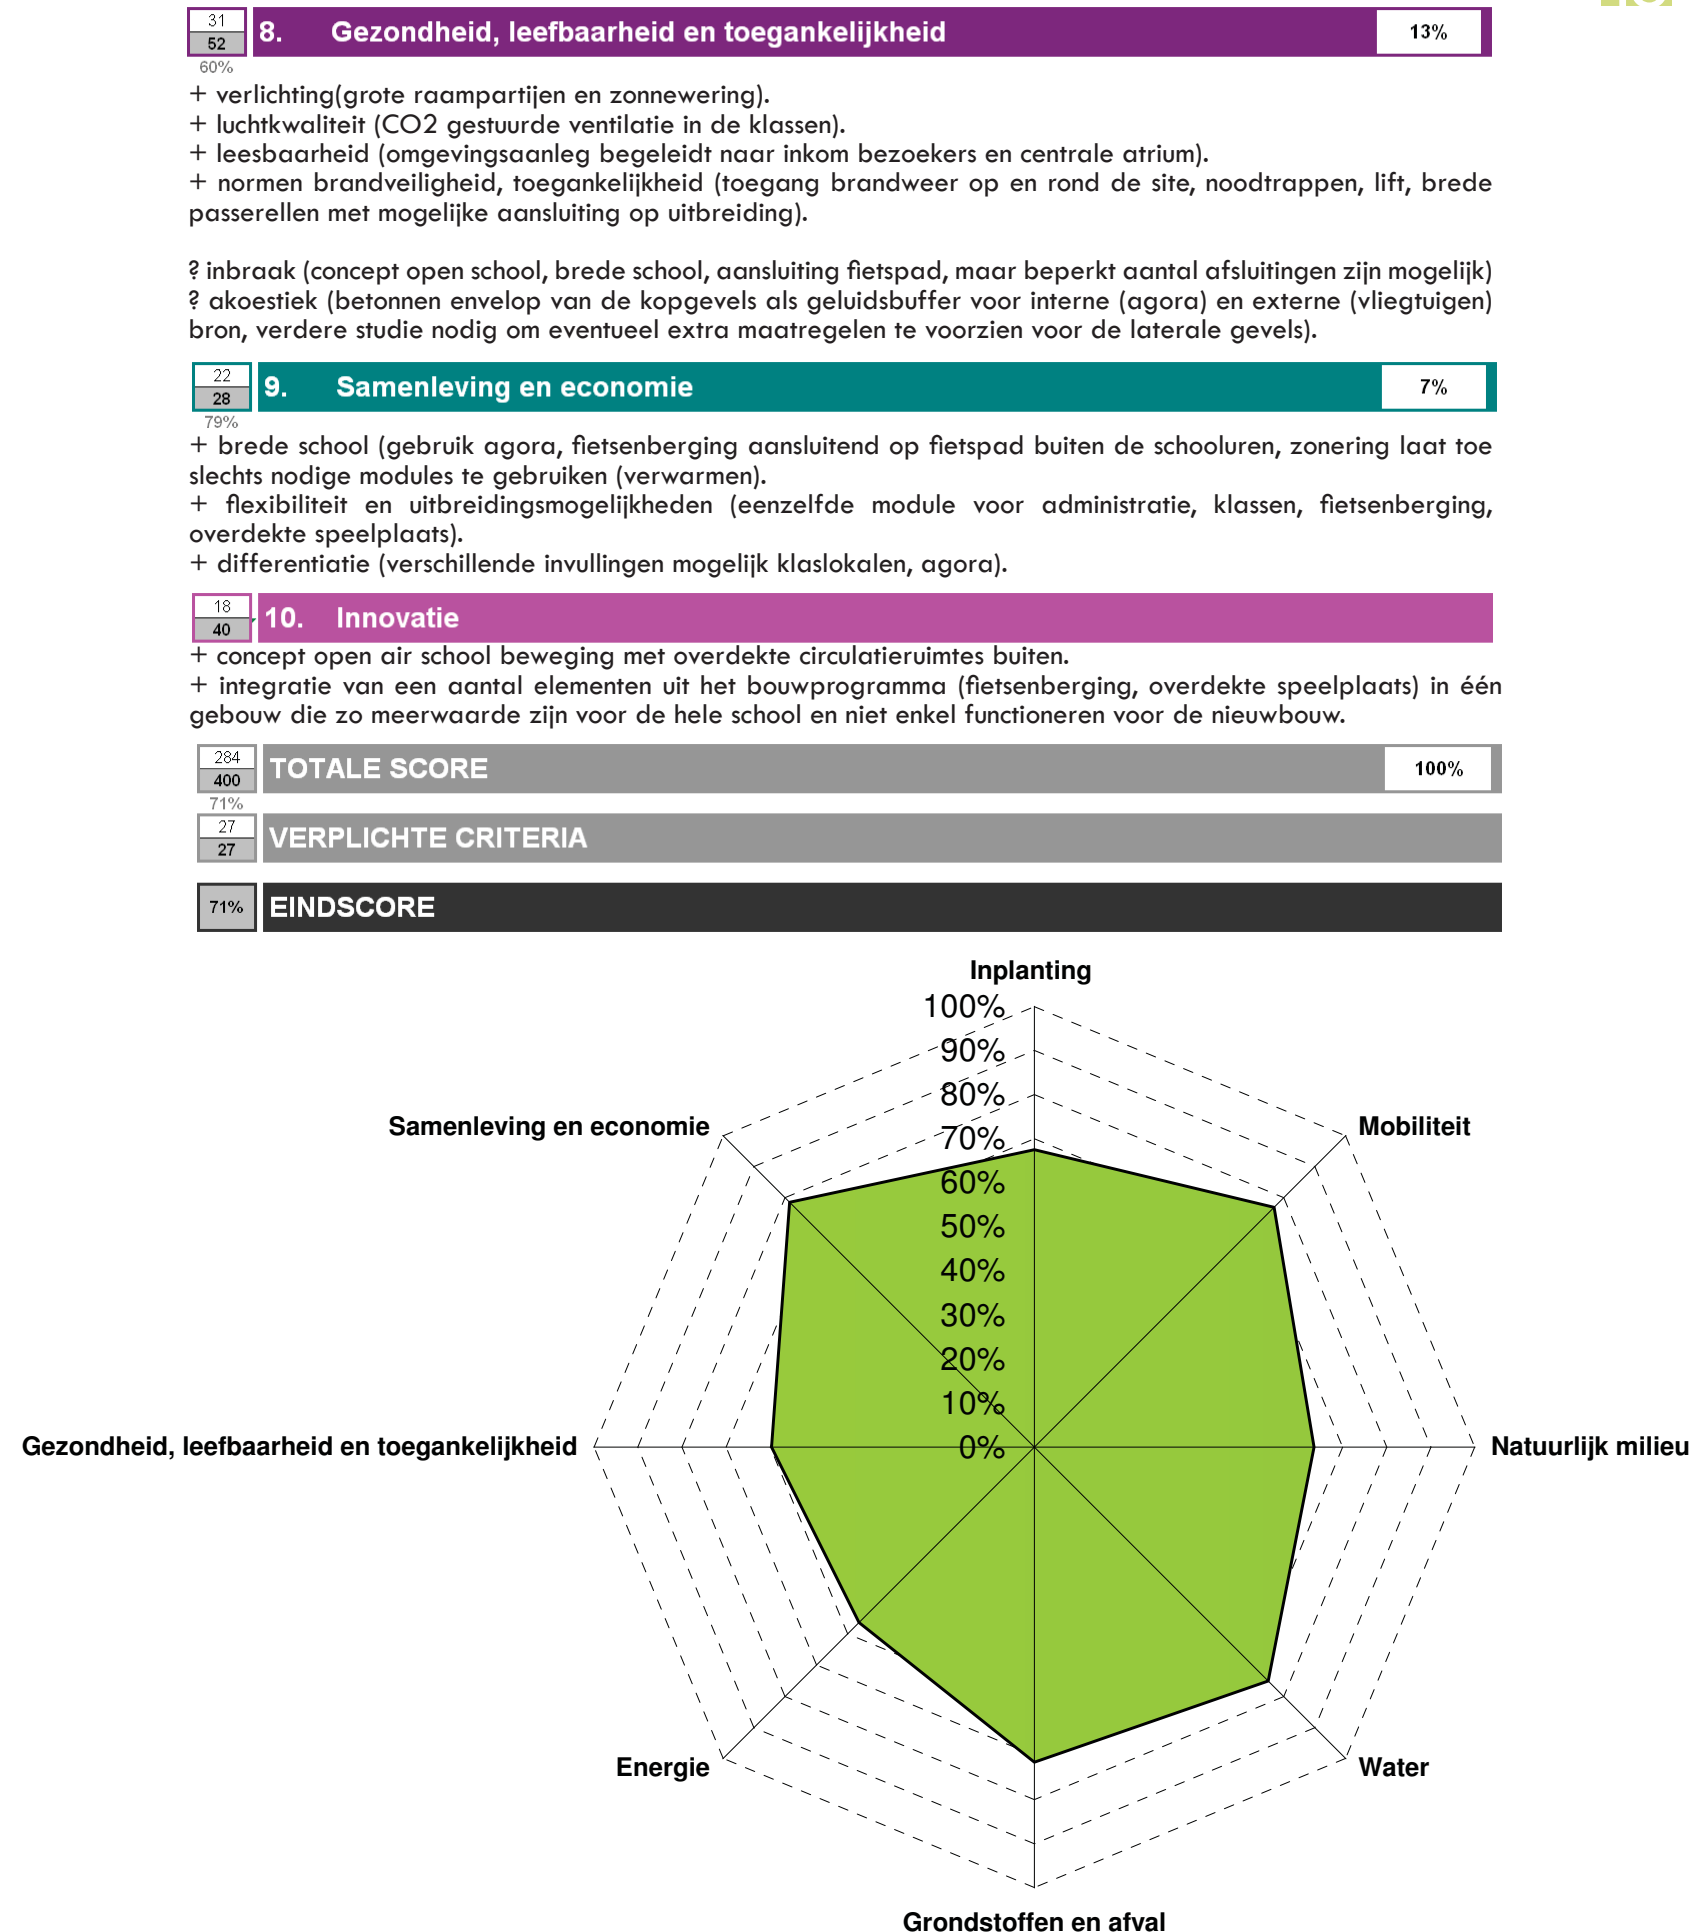 31
52
60%
8. Gezondheid, leefbaarheid en toegankelijkheid 13%
+ verlichting(grote raampartijen en zonnewering).
+ luchtkwaliteit (CO2 gestuurde ventilatie in de klassen).
+ leesbaarheid (omgevingsaanleg begeleidt naar inkom bezoekers en centrale atrium).
+ normen brandveiligheid, toegankelijkheid (toegang brandweer op en rond de site, noodtrappen, lift, brede
passerellen met mogelijke aansluiting op uitbreiding).
? inbraak (concept open school, brede school, aansluiting fietspad, maar beperkt aantal afsluitingen zijn mogelijk)
? akoestiek (betonnen envelop van de kopgevels als geluidsbuffer voor interne (agora) en externe (vliegtuigen)
bron, verdere studie nodig om eventueel extra maatregelen te voorzien voor de laterale gevels).
22
28
79%
9. Samenleving en economie 7%
+ brede school (gebruik agora, fietsenberging aansluitend op fietspad buiten de schooluren, zonering laat toe
slechts nodige modules te gebruiken (verwarmen).
+ flexibiliteit en uitbreidingsmogelijkheden (eenzelfde module voor administratie, klassen, fietsenberging,
overdekte speelplaats).
+ differentiatie (verschillende invullingen mogelijk klaslokalen, agora).
18
40
10. Innovatie
+ concept open air school beweging met overdekte circulatieruimtes buiten.
+ integratie van een aantal elementen uit het bouwprogramma (fietsenberging, overdekte speelplaats) in één
gebouw die zo meerwaarde zijn voor de hele school en niet enkel functioneren voor de nieuwbouw.
284
400
71%
TOTALE SCORE 100%
27
27
VERPLICHTE CRITERIA
71% EINDSCORE
Inplanting
100%
90%
80%
70%
60%
50%
40%
30%
20%
10%
0%
Samenleving en economie
Mobiliteit
Gezondheid, leefbaarheid en toegankelijkheid
Natuurlijk milieu
Energie
Water
Grondstoffen en afval